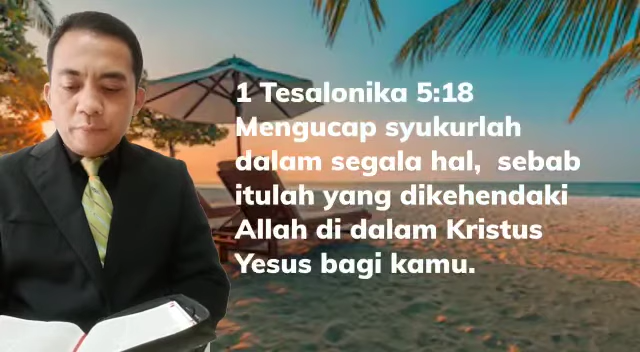 1 Tesalonika 5:18
Mengucap syukurlah
dalam segala hal,  sebab
itulah yang dikehendaki
Allah di dalam Kristus
Yesus bagi kamu.